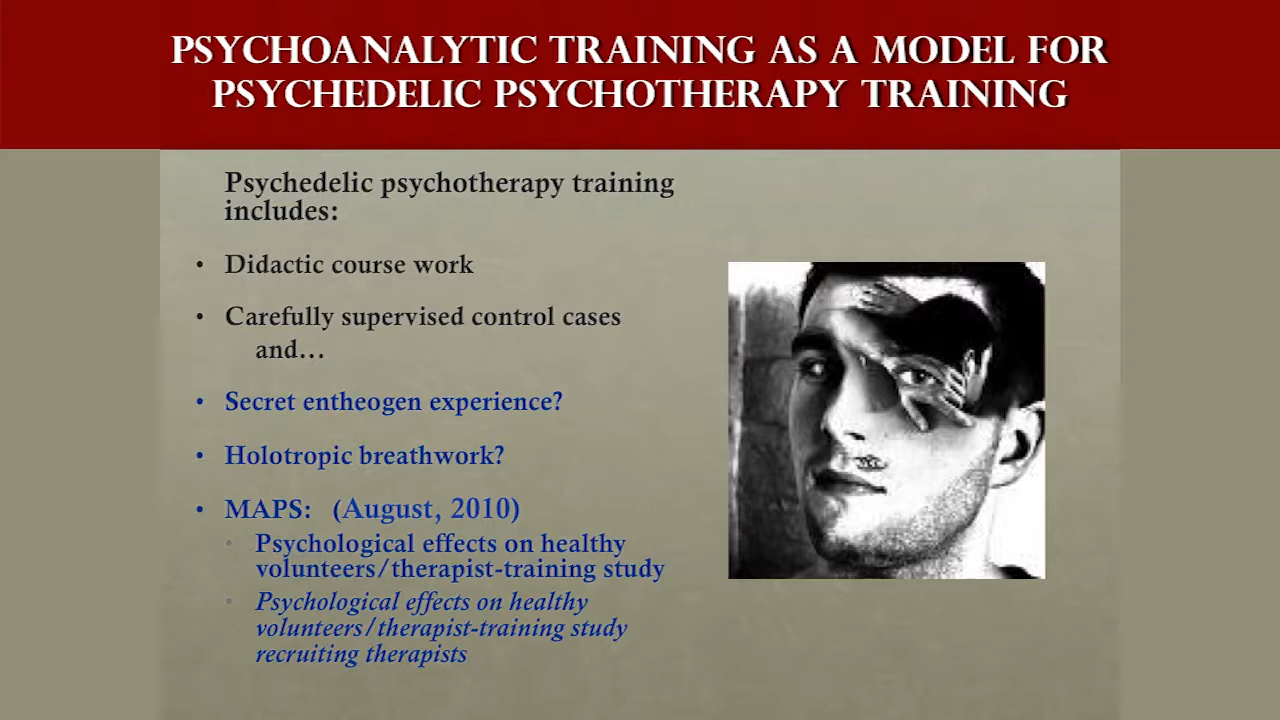 PSYCHOANALYTIC TRAINING AS A MODEL FOR
PSYCHEDELIC PSYCHOTHERAPY TRAINING
Psychedelic psychotherapy training
includes:
• Didactic course work
• Carefully supervised control cases
and…
• Secret entheogen experience?
• Holotropic breathwork?
• MAPS: (August, 2010)
• Psychological effects on healthy
volunteers/therapist-training study
• Psychological effects on healthy
volunteers/therapist-training study
recruiting therapists